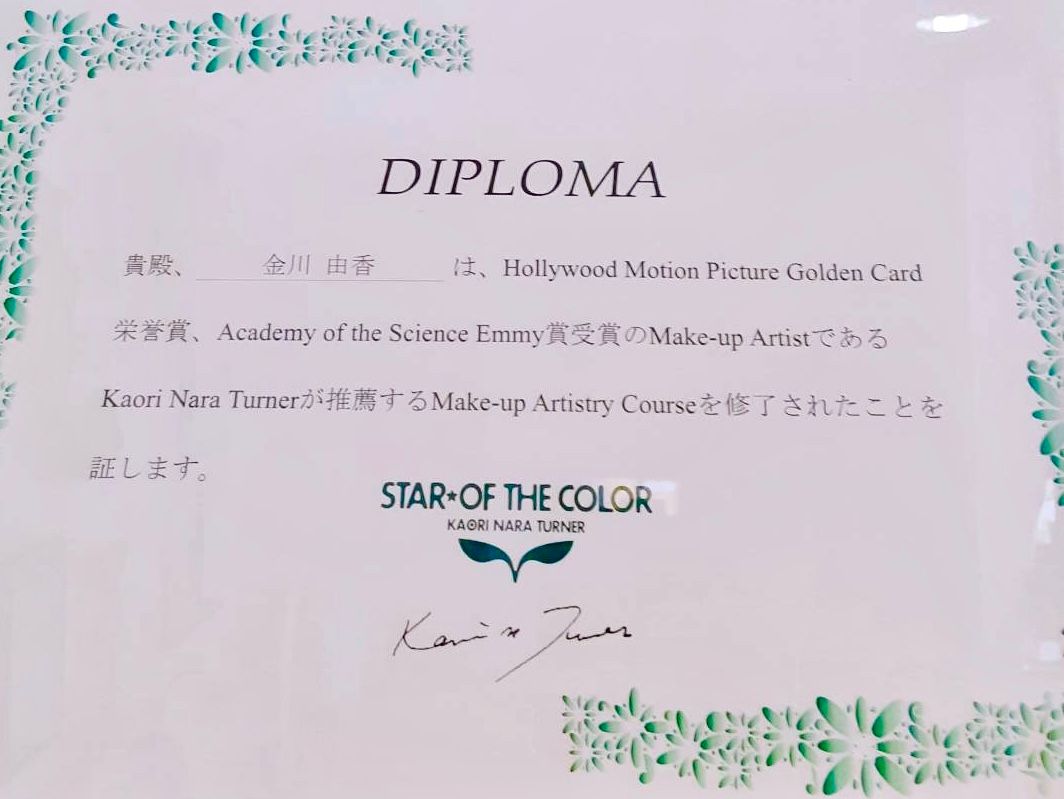 DIPLOMA
貴殿、 金川 由香 は、Hollywood Motion Picture Golden Card
栄誉賞、Academy of the Science Emmy賞受賞のMake-up Artistである
Kaori Nara Turnerが推薦するMake-up Artistry Courseを修了されたことを
証します。
STAR★OF THE COLOR
KAORI NARA TURNER
Kaori n Turner